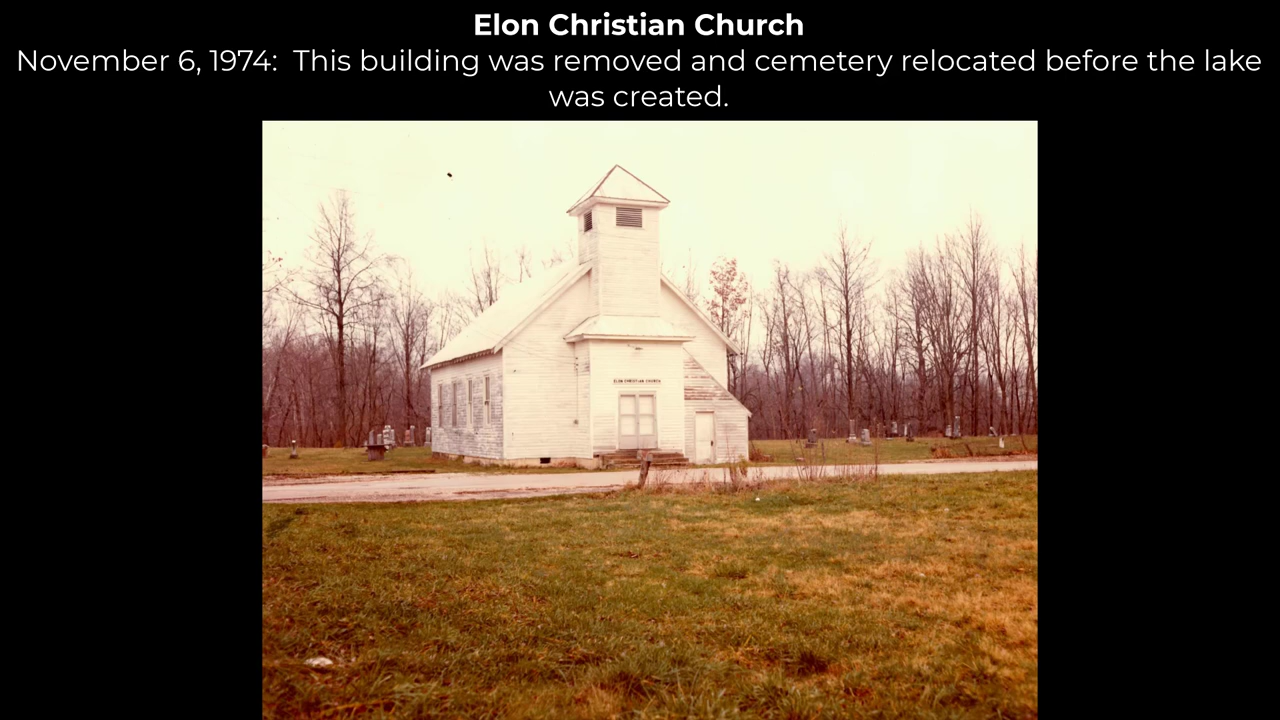 Elon Christian Church
November 6, 1974:  This building was removed and cemetery relocated before the lake
was created.
ELON CHRISTIAN CHURCH